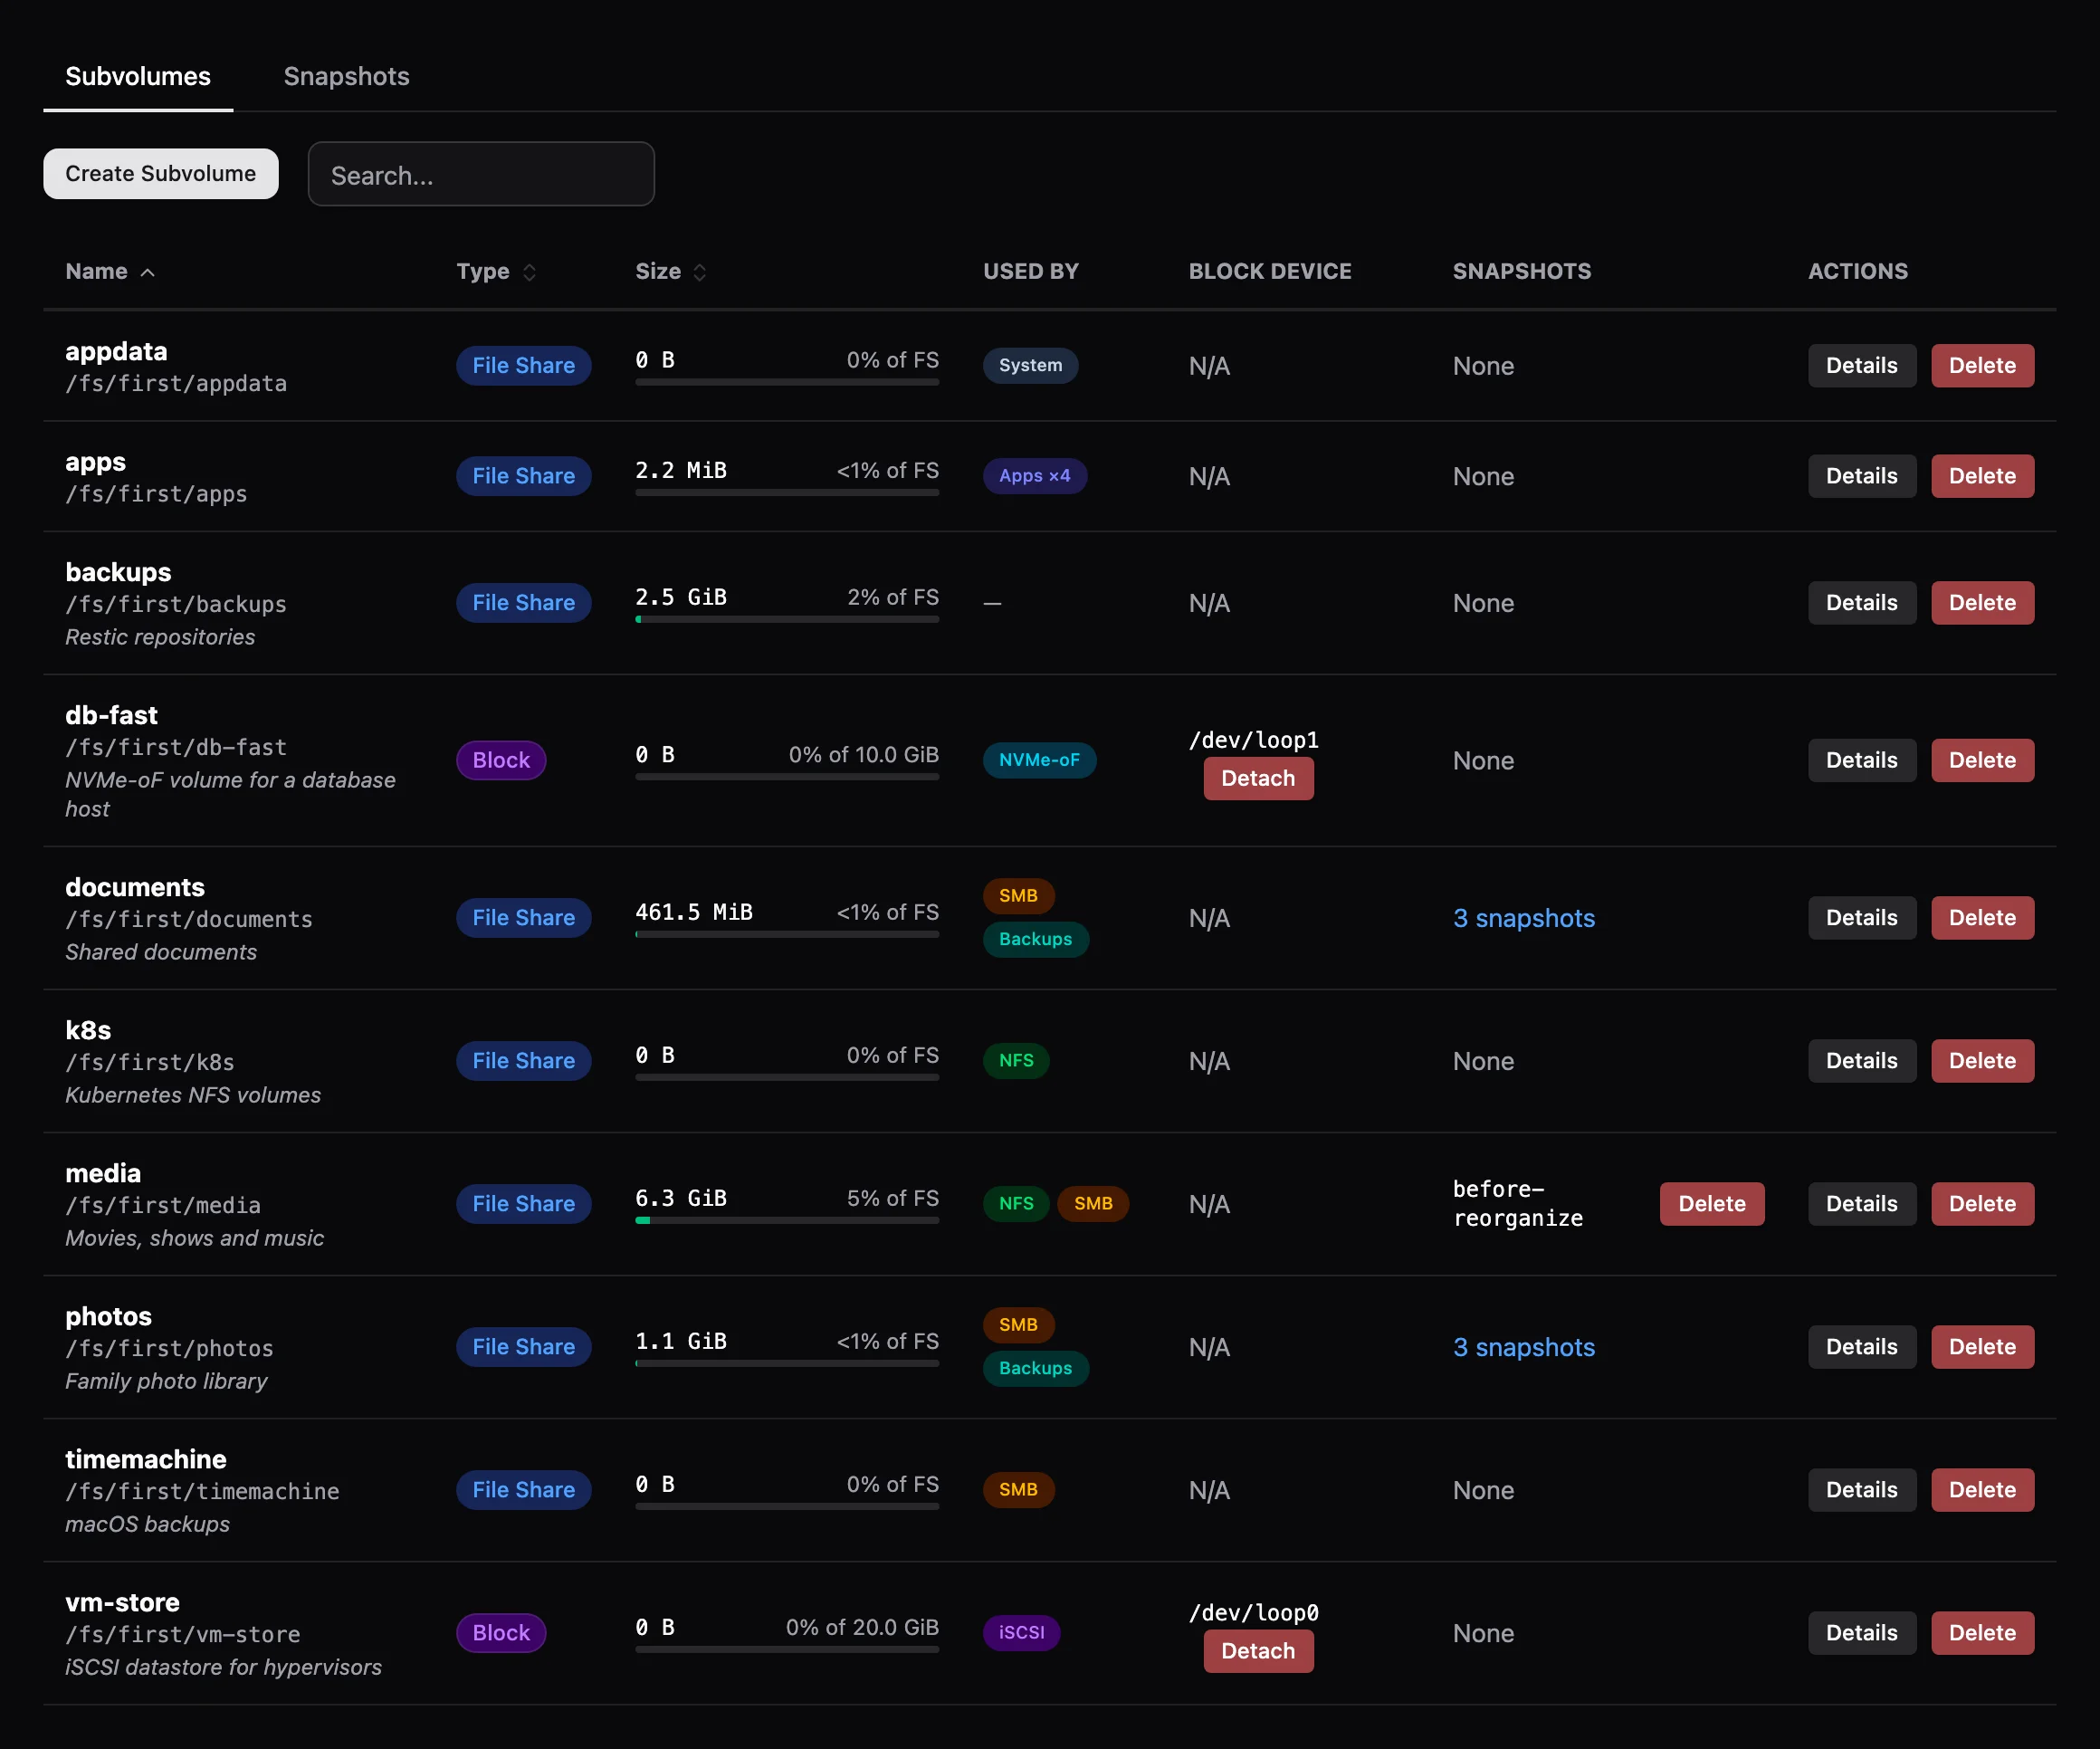 Subvolumes Snapshots
Create Subvolume Search...
Name Type Size USED BY BLOCK DEVICE SNAPSHOTS ACTIONS
appdata
/fs/first/appdata
File Share 0 B 0% of FS System N/A None Details Delete
apps
/fs/first/apps
File Share 2.2 MiB <1% of FS Apps ×4 N/A None Details Delete
backups
/fs/first/backups
Restic repositories
File Share 2.5 GiB 2% of FS — N/A None Details Delete
db-fast
/fs/first/db-fast
NVMe-oF volume for a database
host
Block 0 B 0% of 10.0 GiB NVMe-oF /dev/loop1
Detach
None Details Delete
documents
/fs/first/documents
Shared documents
File Share 461.5 MiB <1% of FS SMB
Backups
N/A 3 snapshots Details Delete
k8s
/fs/first/k8s
Kubernetes NFS volumes
File Share 0 B 0% of FS NFS N/A None Details Delete
media
/fs/first/media
Movies, shows and music
File Share 6.3 GiB 5% of FS NFS SMB N/A before-
reorganize
Delete Details Delete
photos
/fs/first/photos
Family photo library
File Share 1.1 GiB <1% of FS SMB
Backups
N/A 3 snapshots Details Delete
timemachine
/fs/first/timemachine
macOS backups
File Share 0 B 0% of FS SMB N/A None Details Delete
vm-store
/fs/first/vm-store
iSCSI datastore for hypervisors
Block 0 B 0% of 20.0 GiB iSCSI /dev/loop0
Detach
None Details Delete